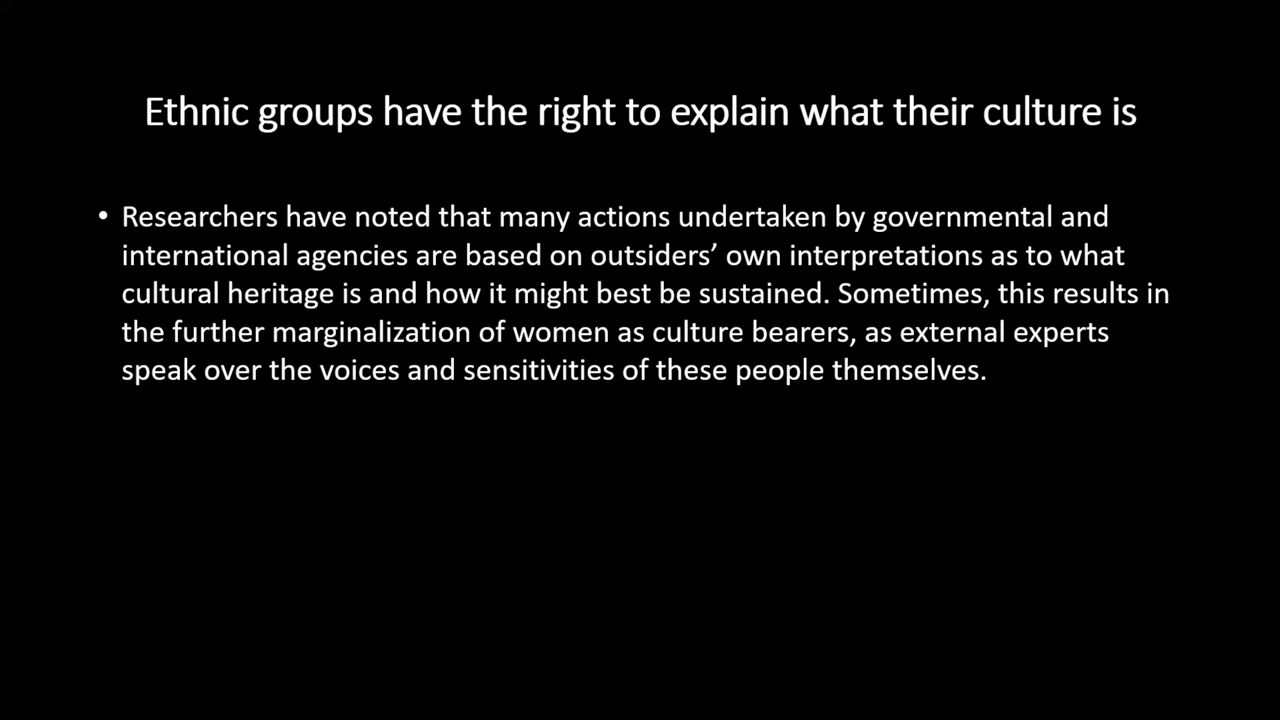 Ethnic groups have the right to explain what their culture is
• Researchers have noted that many actions undertaken by governmental and
international agencies are based on outsiders’ own interpretations as to what
cultural heritage is and how it might best be sustained. Sometimes, this results in
the further marginalization of women as culture bearers, as external experts
speak over the voices and sensitivities of these people themselves.